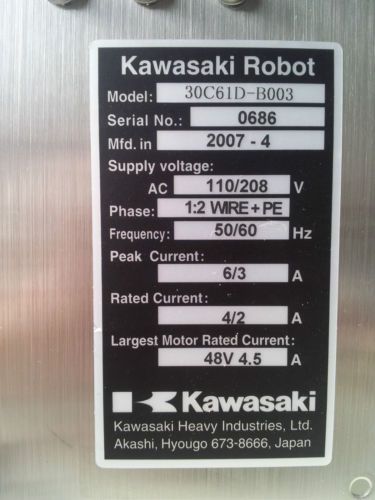 Kawasaki Robot
Model: 30C61D-B003
Serial No.: 0686
Mfd. in 2007 - 4
Supply voltage:
AC 110/208 V
Phase: 1:2 WIRE + PE
Frequency: 50/60 Hz
Peak Current:
6/3 A
Rated Current:
4/2 A
Largest Motor Rated Current:
48V 4.5 A
Kawasaki
Kawasaki Heavy Industries, Ltd.
Akashi, Hyougo 673-8666, Japan